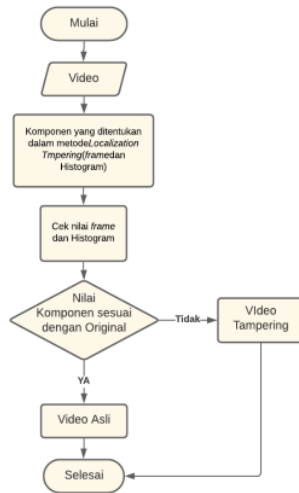 Mulai
Video
Komponen yang ditentukan
dalam metodeLocalization
Tmpering(framedan
Histogram)
Cek nilai frame
dan Histogram
Nilai
Komponen sesuai
dengan Original
Tidak
VIdeo
Tampering
YA
Video Asli
Selesai